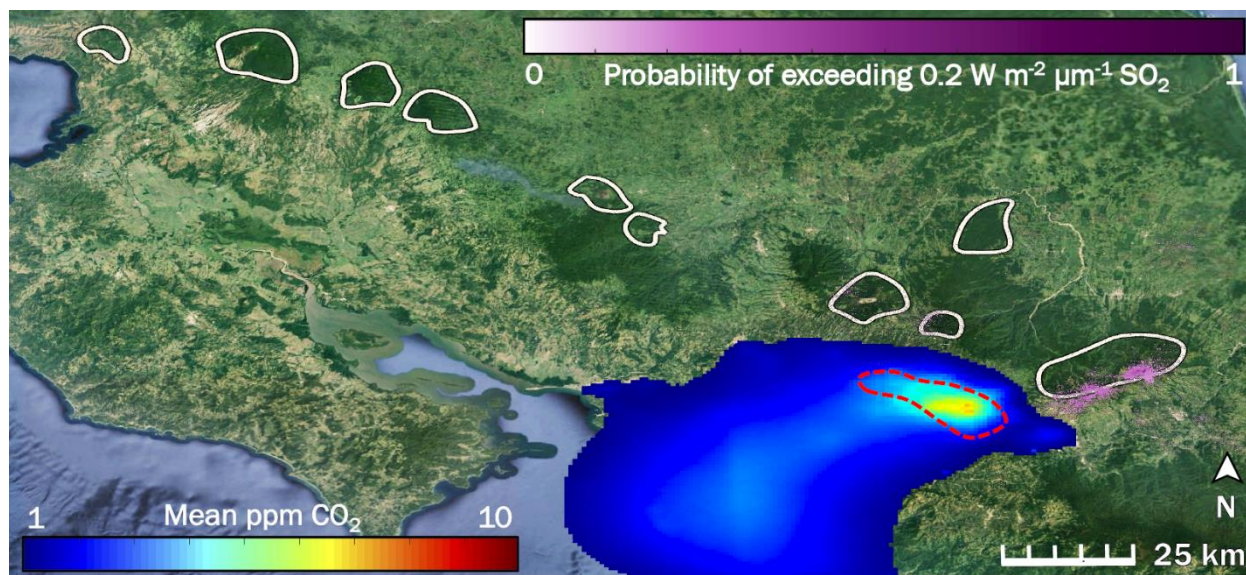 0 Probability of exceeding 0.2 W m⁻² μm⁻¹ SO₂ 1
1 Mean ppm CO₂ 10
N
25 km